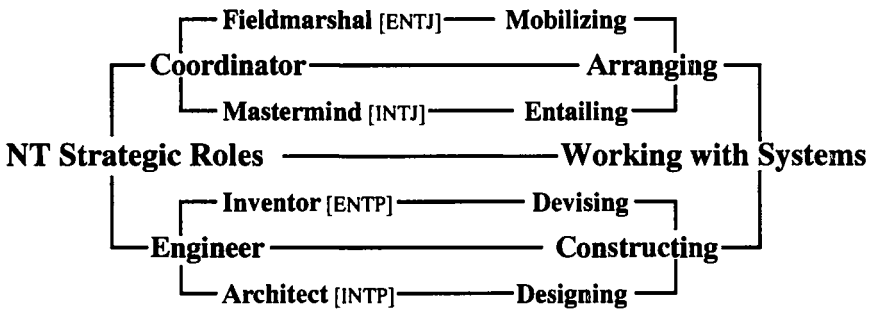 Fieldmarshal [ENTJ] Mobilizing
Coordinator Arranging
Mastermind [INTJ] Entailing
NT Strategic Roles Working with Systems
Inventor [ENTP] Devising
Engineer Constructing
Architect [INTP] Designing